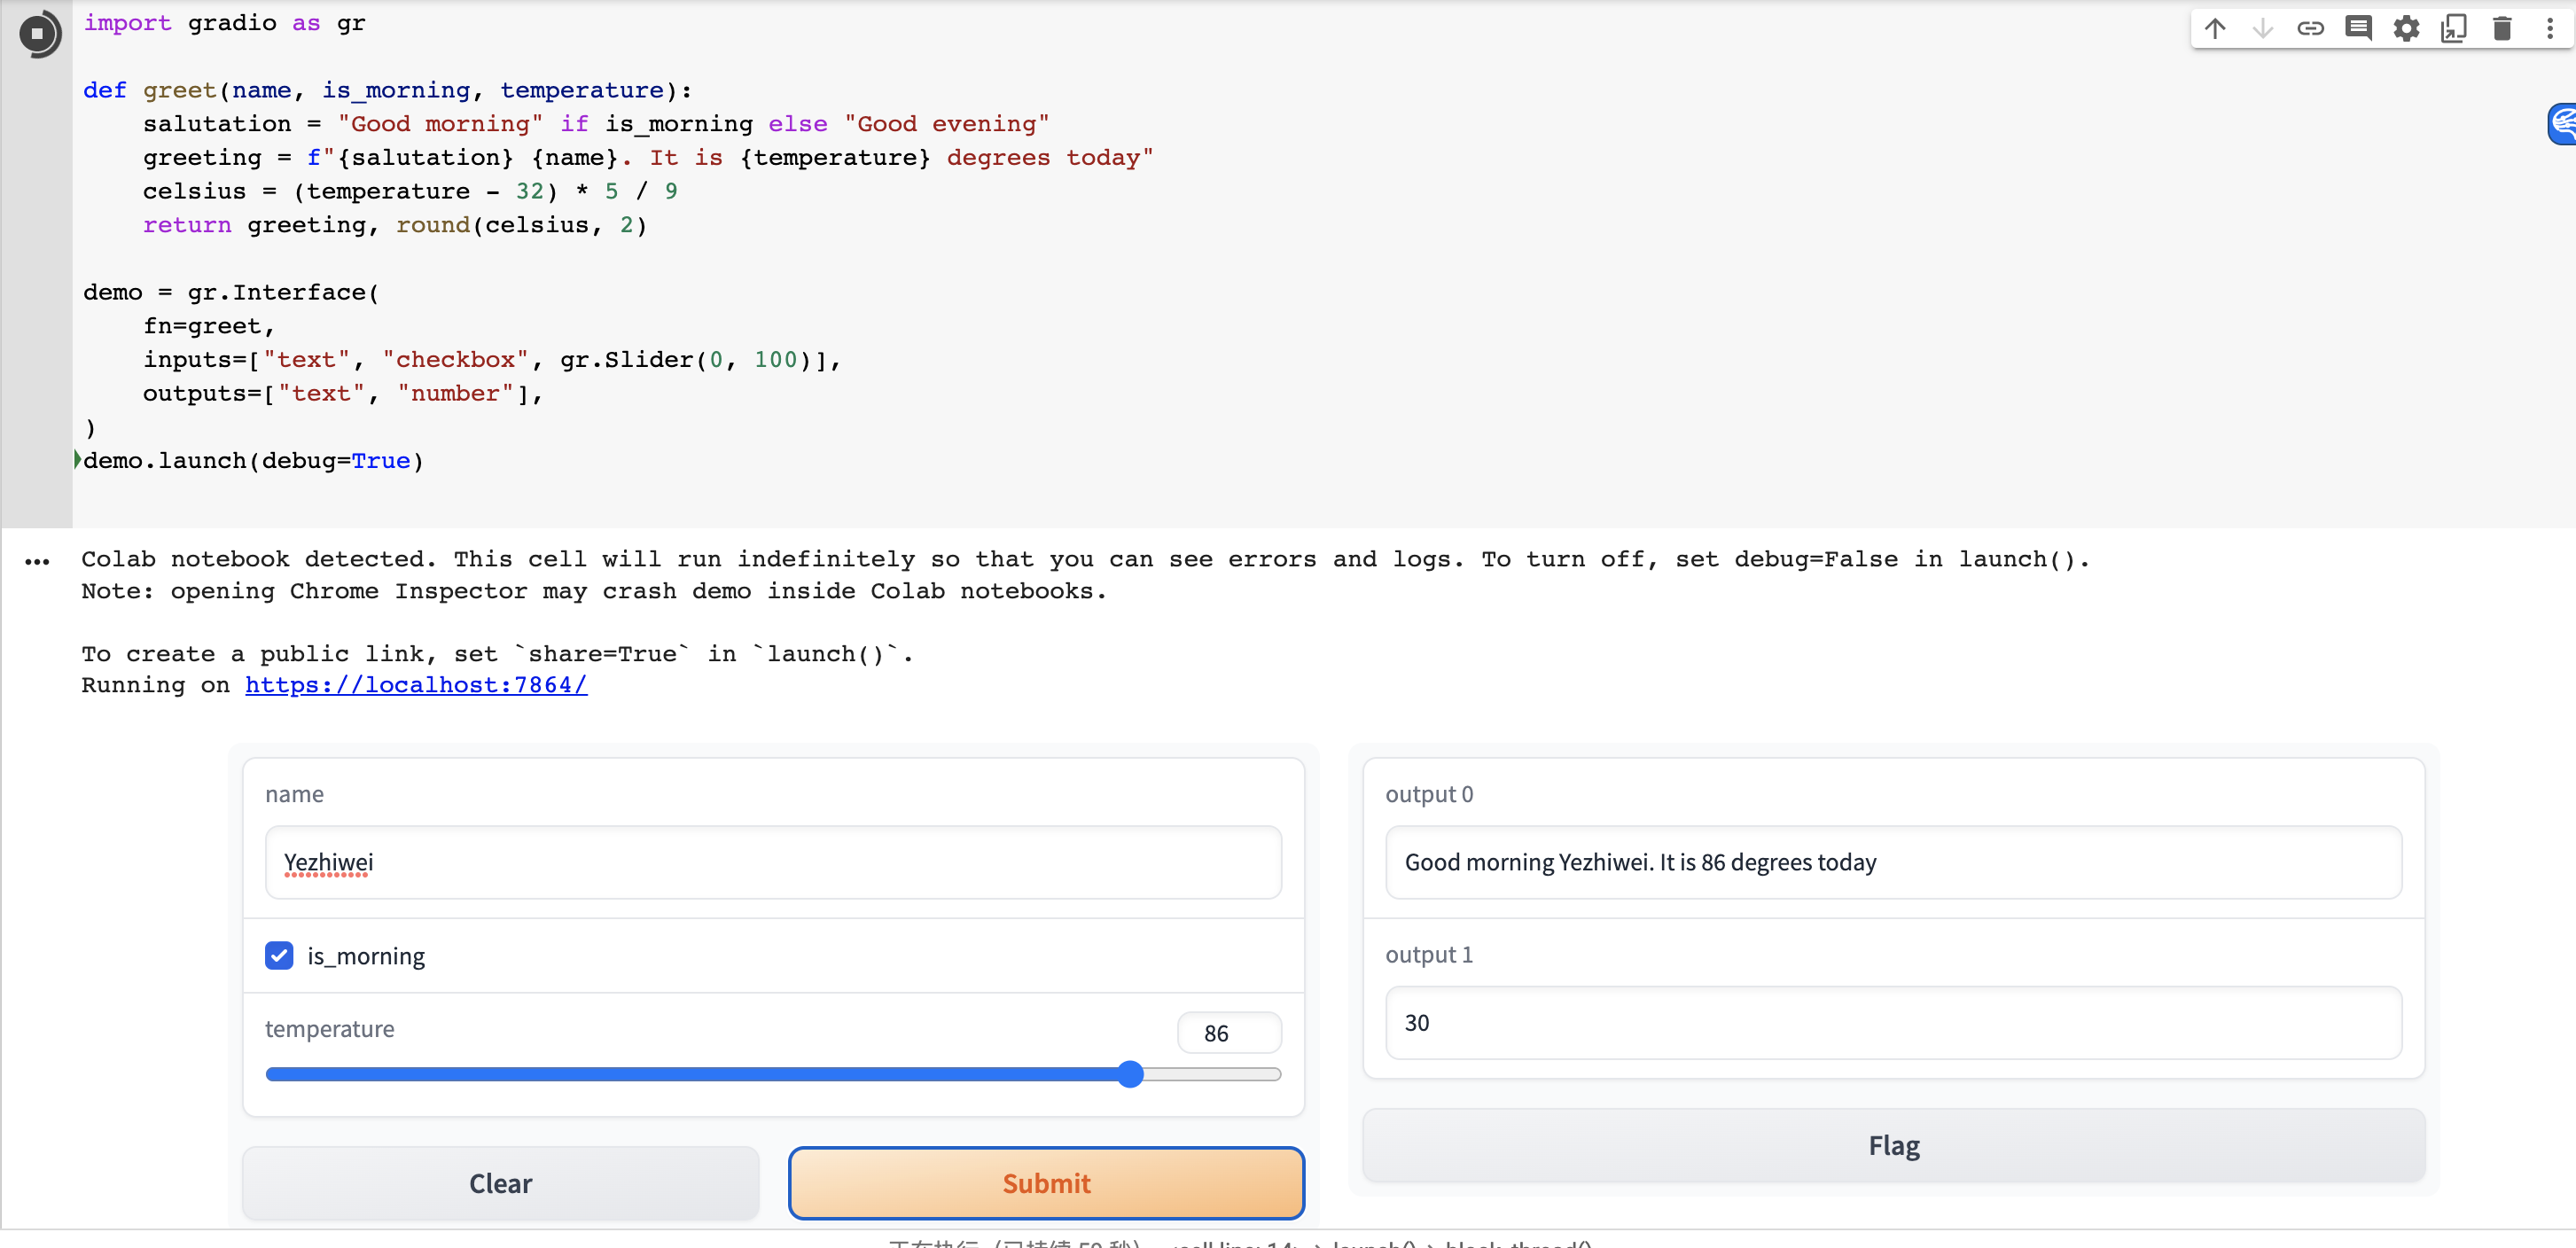 import gradio as gr
def greet(name, is_morning, temperature):
    salutation = "Good morning" if is_morning else "Good evening"
    greeting = f"{salutation} {name}. It is {temperature} degrees today"
    celsius = (temperature - 32) * 5 / 9
    return greeting, round(celsius, 2)
demo = gr.Interface(
    fn=greet,
    inputs=["text", "checkbox", gr.Slider(0, 100)],
    outputs=["text", "number"],
)
demo.launch(debug=True)
Colab notebook detected. This cell will run indefinitely so that you can see errors and logs. To turn off, set debug=False in launch().
Note: opening Chrome Inspector may crash demo inside Colab notebooks.
To create a public link, set `share=True` in `launch()`.
Running on https://localhost:7864/
name
Yezhiwei
is_morning
temperature
86
Clear
Submit
output 0
Good morning Yezhiwei. It is 86 degrees today
output 1
30
Flag